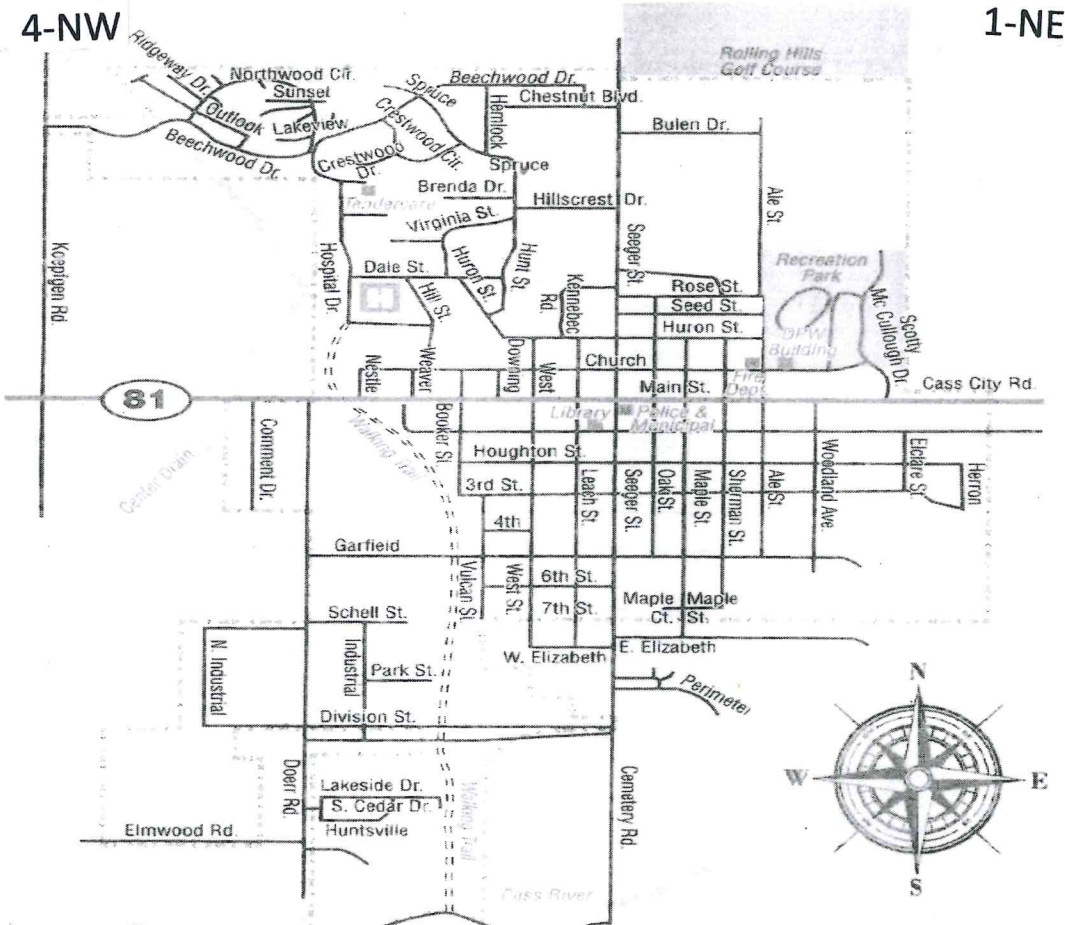 4-NW
1-NE
Rolling Hills
Golf Course
Ridgeway Dr.
Northwood Cir.
Sunset
Outlook
Lakeview
Beechwood Dr.
Crestwood
Dr.
Crestwood Cir.
Spruce
Beechwood Dr.
Hemlock
Chestnut Blvd.
Bulen Dr.
Spruce
Brenda Dr.
Hillscrest Dr.
Tendercare
Virginia St.
Ale St.
Koepfgen Rd.
Hospital Dr.
Dale St.
Huron St.
Hunt St.
Hill St.
Kennebec
Rd.
Seeger St.
Rose St.
Seed St.
Huron St.
Recreation
Park
DPW
Building
Scotty
Mc Cullough Dr.
Nestle
Weaver
Downing
West
Church
Main St.
Fire
Dept.
Cass City Rd.
81
Library
Police &
Municipal
Comment Dr.
Center Drain
Walking Trail
Booker St.
Houghton St.
3rd St.
4th
Leach St.
Seeger St.
Oak St.
Maple St.
Sherman St.
Ale St.
Woodland Ave.
Elclare St.
Herron
Garfield
Vulcan St.
West St.
6th St.
7th St.
Maple
Ct.
Maple
St.
Schell St.
W. Elizabeth
E. Elizabeth
N. Industrial
Industrial
Park St.
Perimeter
Division St.
Doerr Rd.
Lakeside Dr.
S. Cedar Dr.
Huntsville
Elmwood Rd.
Walking Trail
Cemetery Rd.
Cass River
N
W
E
S